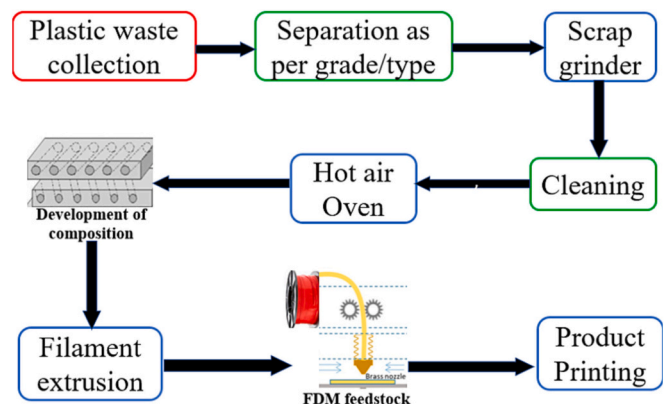 Plastic waste
collection
Separation as
per grade/type
Scrap
grinder
Development of
composition
Hot air
Oven
Cleaning
Filament
extrusion
Brass nozzle
FDM feedstock
Product
Printing